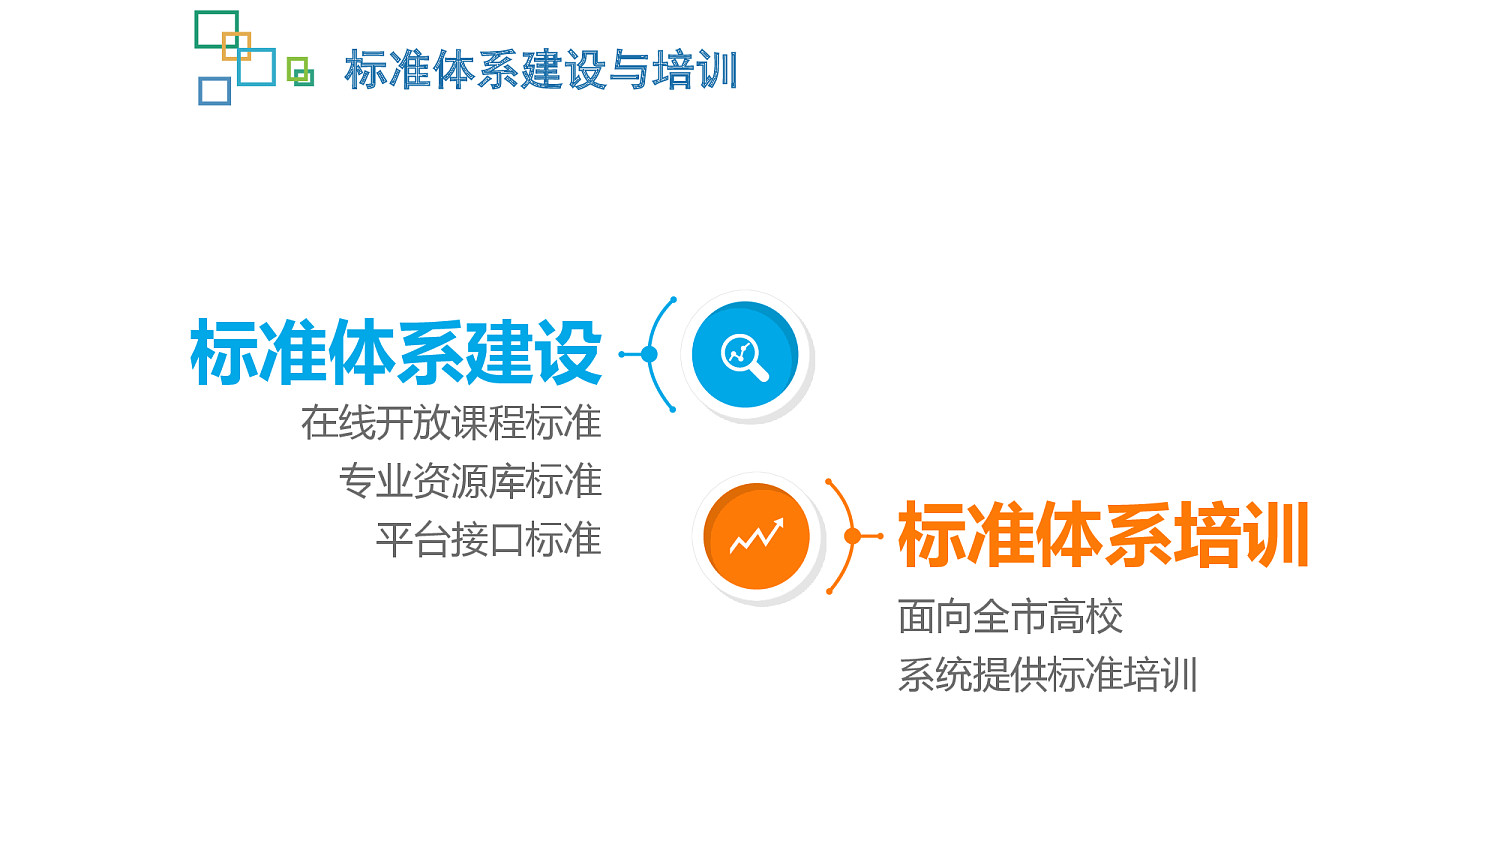 标准体系建设与培训
标准体系建设
在线开放课程标准
专业资源库标准
平台接口标准
标准体系培训
面向全市高校
系统提供标准培训